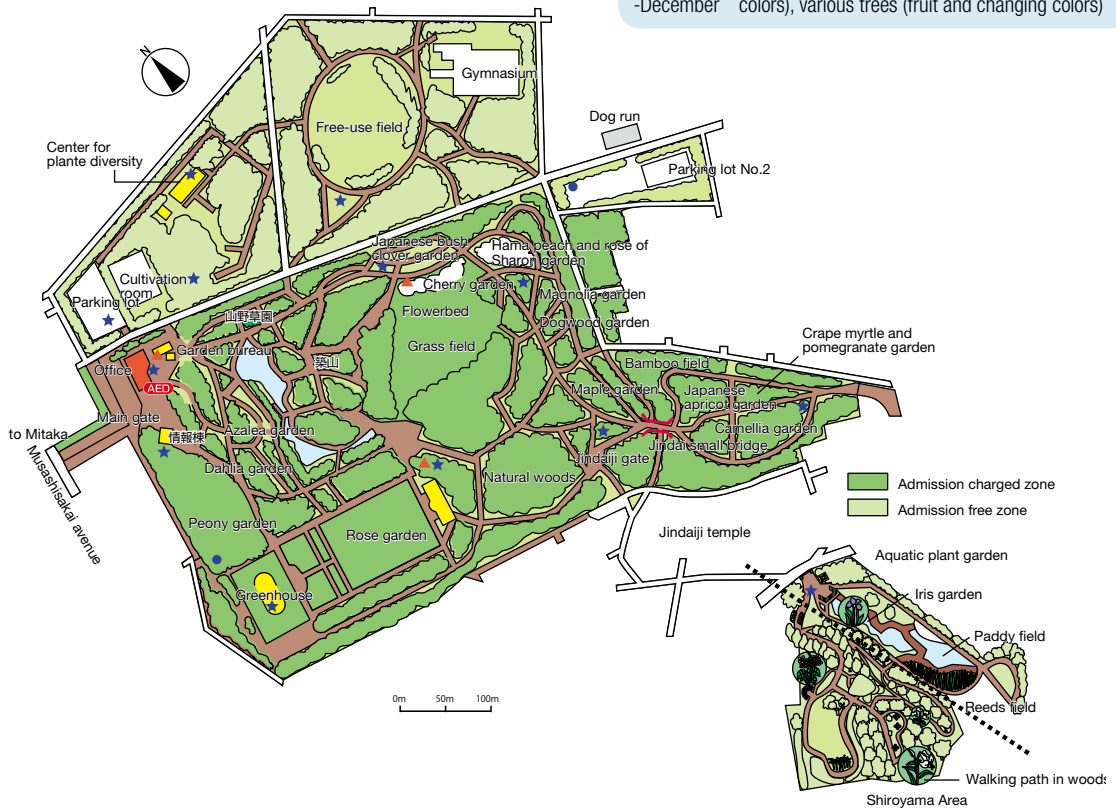 -December colors), various trees (fruit and changing colors)
N
Gymnasium
Free-use field
Dog run
Center for
plante diversity
Parking lot No.2
Japanese bush
clover garden
Hama peach and rose of
Sharon garden
Cultivation
room
Cherry garden
Magnolia garden
Parking lot
Flowerbed
山野草園
Dogwood garden
Grass field
Crape myrtle and
pomegranate garden
Garden bureau
築山
Bamboo field
Office
AED
Maple garden
Japanese
apricot garden
Main gate
Camellia garden
to Mitaka
情報棟
Azalea garden
Jindai small bridge
Jindaiji gate
Dahlia garden
Natural woods
Musashisakai avenue
Admission charged zone
Admission free zone
Peony garden
Rose garden
Jindaiji temple
Aquatic plant garden
Greenhouse
Iris garden
Paddy field
0m 50m 100m
Reeds field
Walking path in woods
Shiroyama Area